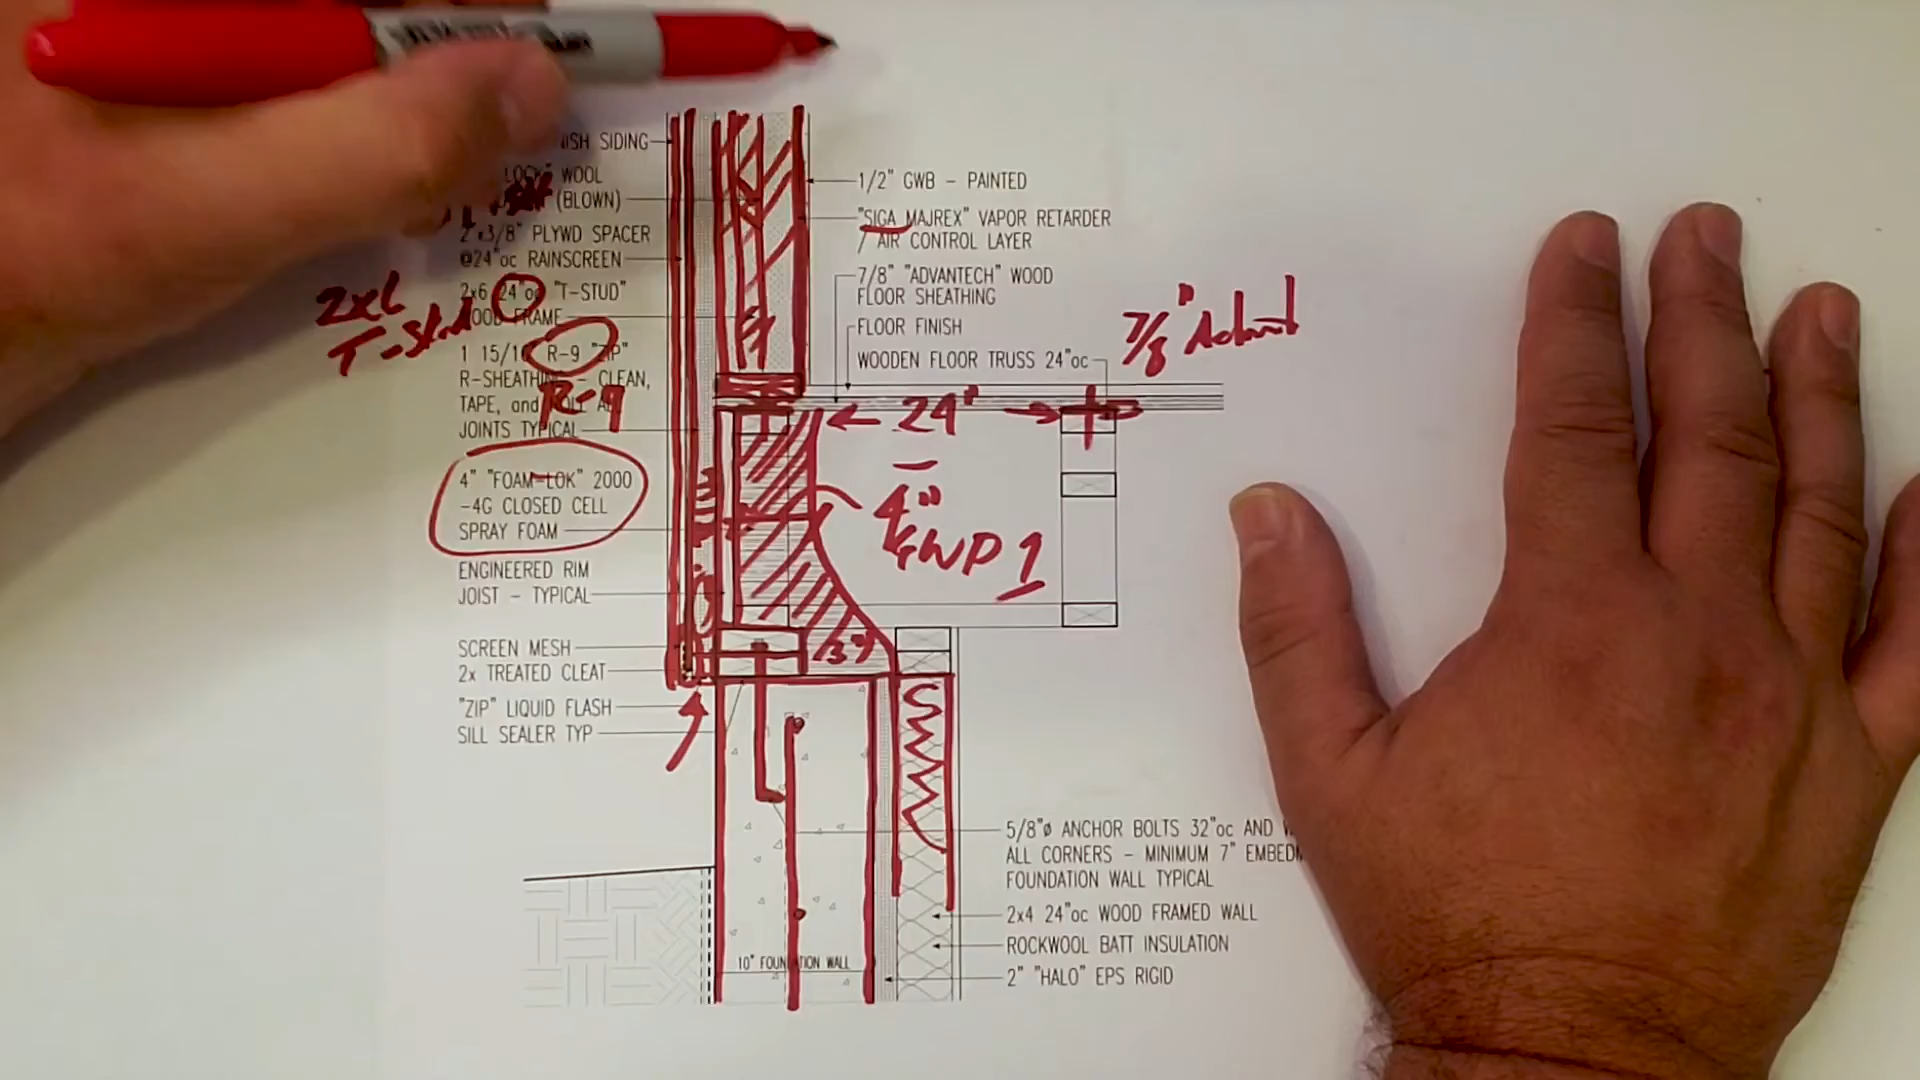 SIDING
WOOL
(BLOWN)
2"x3/8" PLYWD SPACER
@24"oc RAINSCREEN
2x6 24"oc "T-STUD"
WOOD FRAME
2x6
T-Stud
1 15/16" R-9 "ZIP"
R-SHEATHING - CLEAN,
TAPE, and ROLL ALL
JOINTS TYPICAL
R-9
4" "FOAM-LOK" 2000
-4G CLOSED CELL
SPRAY FOAM
ENGINEERED RIM
JOIST - TYPICAL
SCREEN MESH
2x TREATED CLEAT
"ZIP" LIQUID FLASH
SILL SEALER TYP
1/2" GWB - PAINTED
"SIGA MAJREX" VAPOR RETARDER
/ AIR CONTROL LAYER
7/8" "ADVANTECH" WOOD
FLOOR SHEATHING
FLOOR FINISH
WOODEN FLOOR TRUSS 24"oc
7/8"
24"
4"
GWP 1
5/8"ø ANCHOR BOLTS 32"oc AND
ALL CORNERS - MINIMUM 7"
FOUNDATION WALL TYPICAL
2x4 24"oc WOOD FRAMED WALL
ROCKWOOL BATT INSULATION
2" "HALO" EPS RIGID
10" FOUNDATION WALL